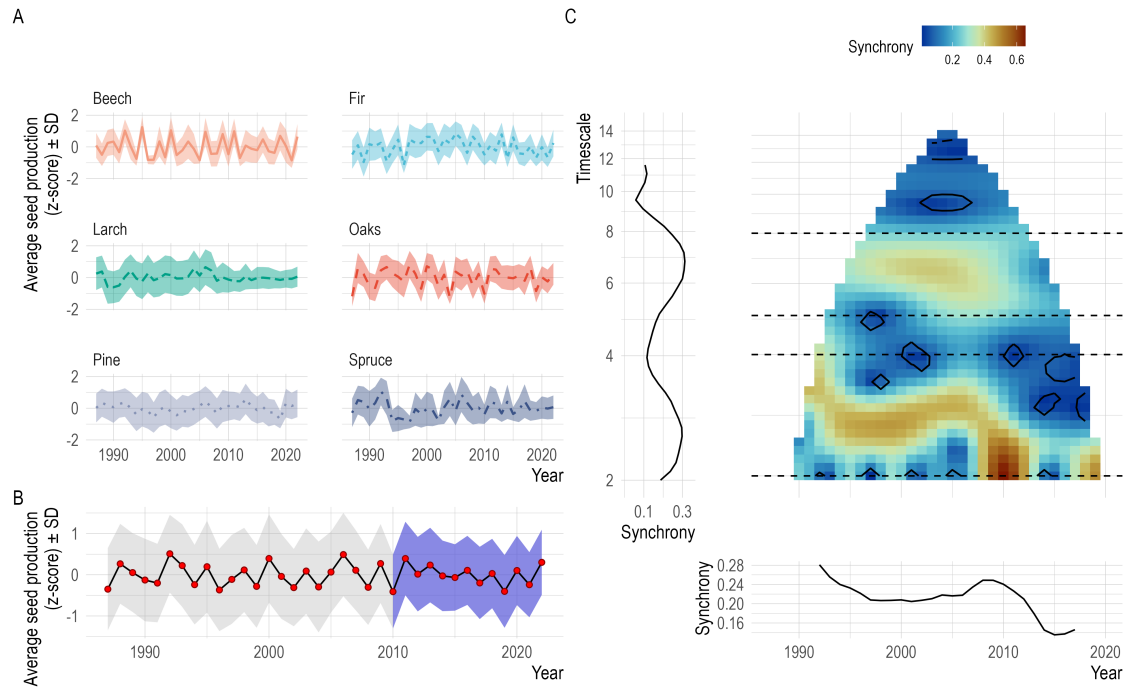 A
Beech
Fir
2
0
-2
Larch
Oaks
2
0
-2
Pine
Spruce
2
0
-2
1990 2000 2010 2020
1990 2000 2010 2020
Year
Average seed production
(z-score) ± SD
B
1
0
-1
1990 2000 2010 2020
Year
Average seed production
(z-score) ± SD
C
Synchrony
0.2 0.4 0.6
Timescale
14
12
10
8
6
4
2
0.1 0.3
Synchrony
Synchrony
0.28
0.24
0.20
0.16
1990 2000 2010 2020
Year